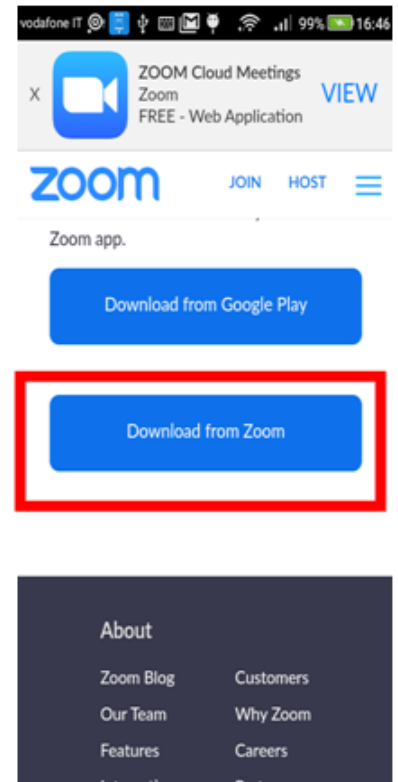 vodafone IT 99% 16:46
X
ZOOM Cloud Meetings
Zoom
FREE - Web Application
VIEW
zoom JOIN HOST
Zoom app.
Download from Google Play
Download from Zoom
About
Zoom Blog Customers
Our Team Why Zoom
Features Careers